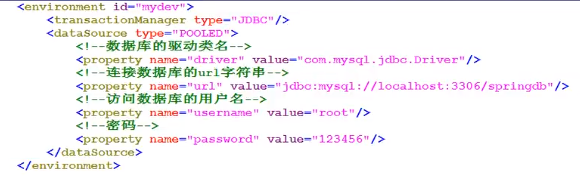 <environment id="mydev">
<transactionManager type="JDBC"/>
<dataSource type="POOLED">
<!--数据库的驱动类名-->
<property name="driver" value="com.mysql.jdbc.Driver"/>
<!--连接数据库的url字符串-->
<property name="url" value="jdbc:mysql://localhost:3306/springdb"/>
<!--访问数据库的用户名-->
<property name="username" value="root"/>
<!--密码-->
<property name="password" value="123456"/>
</dataSource>
</environment>